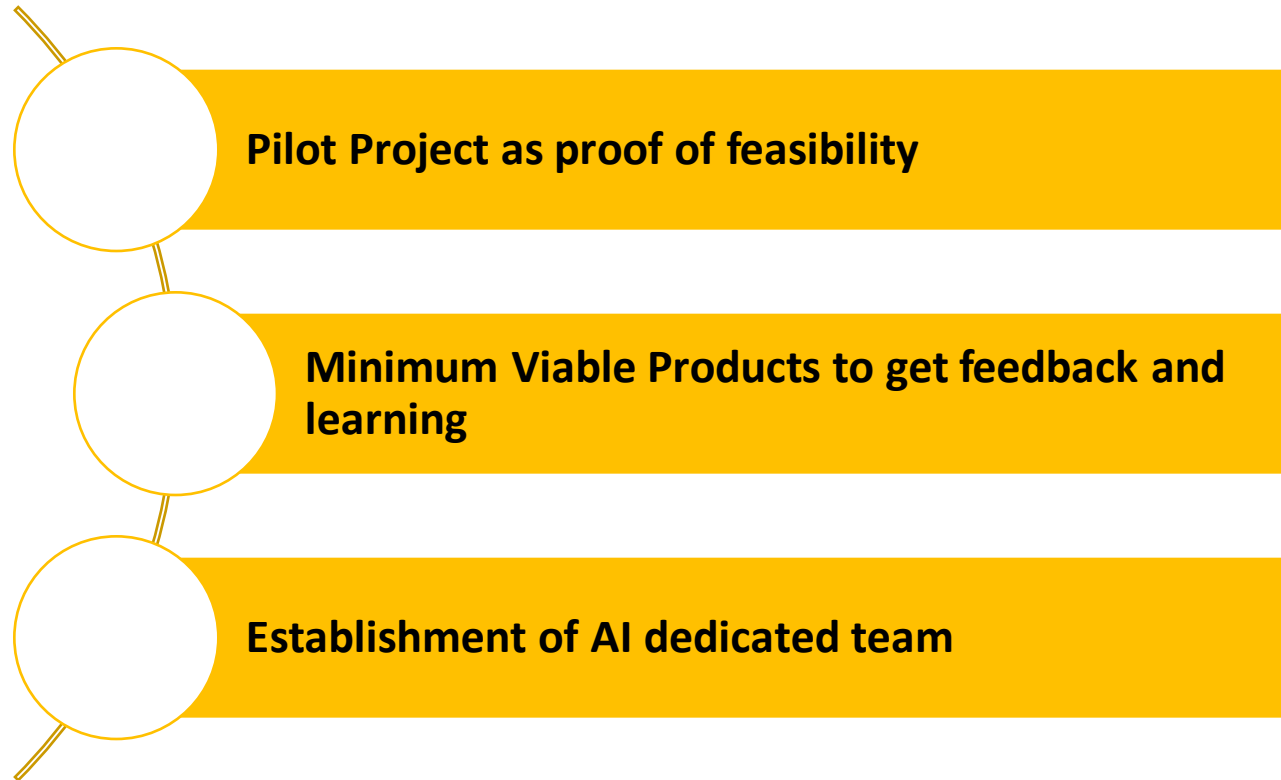 Pilot Project as proof of feasibility
Minimum Viable Products to get feedback and
learning
Establishment of AI dedicated team